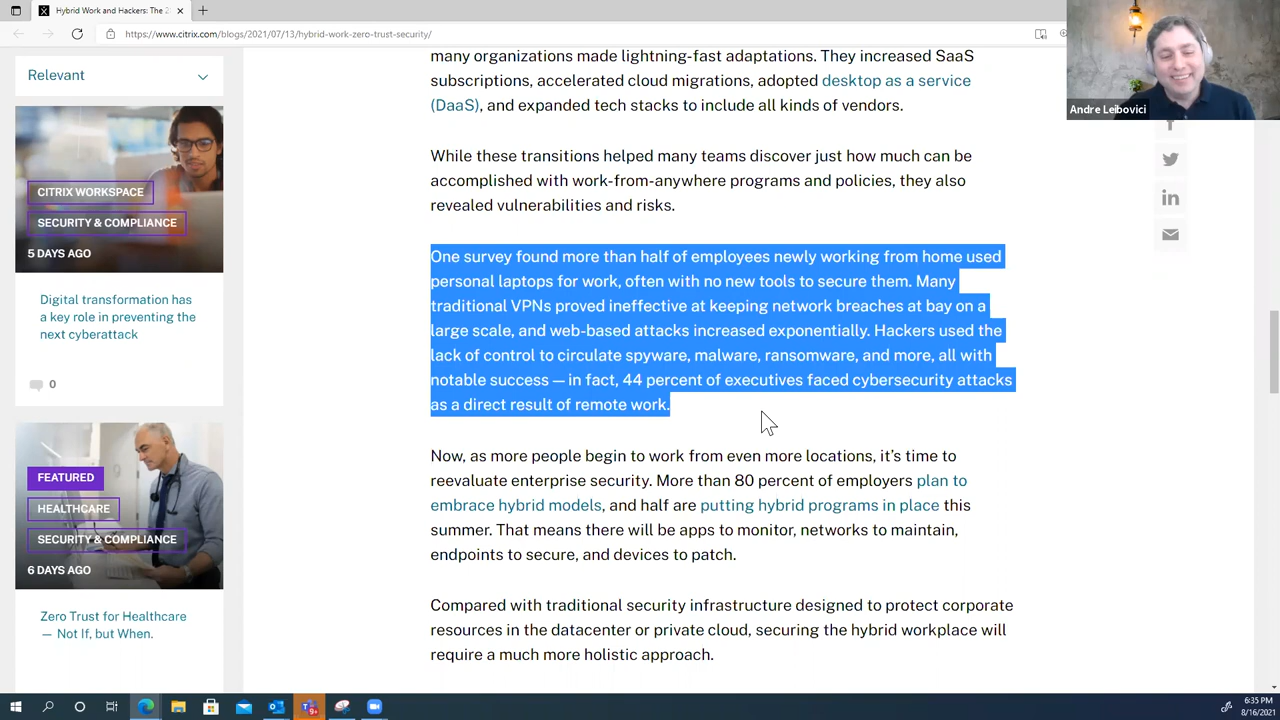 Hybrid Work and Hackers: The 2
https://www.citrix.com/blogs/2021/07/13/hybrid-work-zero-trust-security/
Andre Leibovici
Relevant
CITRIX WORKSPACE
SECURITY & COMPLIANCE
5 DAYS AGO
Digital transformation has
a key role in preventing the
next cyberattack
0
FEATURED
HEALTHCARE
SECURITY & COMPLIANCE
6 DAYS AGO
Zero Trust for Healthcare
— Not If, but When.
many organizations made lightning-fast adaptations. They increased SaaS
subscriptions, accelerated cloud migrations, adopted desktop as a service
(DaaS), and expanded tech stacks to include all kinds of vendors.
While these transitions helped many teams discover just how much can be
accomplished with work-from-anywhere programs and policies, they also
revealed vulnerabilities and risks.
One survey found more than half of employees newly working from home used
personal laptops for work, often with no new tools to secure them. Many
traditional VPNs proved ineffective at keeping network breaches at bay on a
large scale, and web-based attacks increased exponentially. Hackers used the
lack of control to circulate spyware, malware, ransomware, and more, all with
notable success — in fact, 44 percent of executives faced cybersecurity attacks
as a direct result of remote work.
Now, as more people begin to work from even more locations, it's time to
reevaluate enterprise security. More than 80 percent of employers plan to
embrace hybrid models, and half are putting hybrid programs in place this
summer. That means there will be apps to monitor, networks to maintain,
endpoints to secure, and devices to patch.
Compared with traditional security infrastructure designed to protect corporate
resources in the datacenter or private cloud, securing the hybrid workplace will
require a much more holistic approach.
9+
6:35 PM
8/16/2021